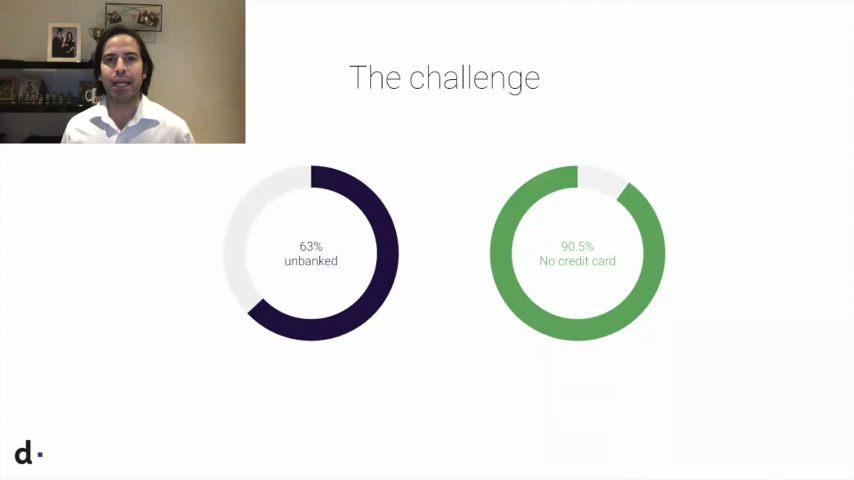 The challenge
63%
unbanked
90.5%
No credit card
d.